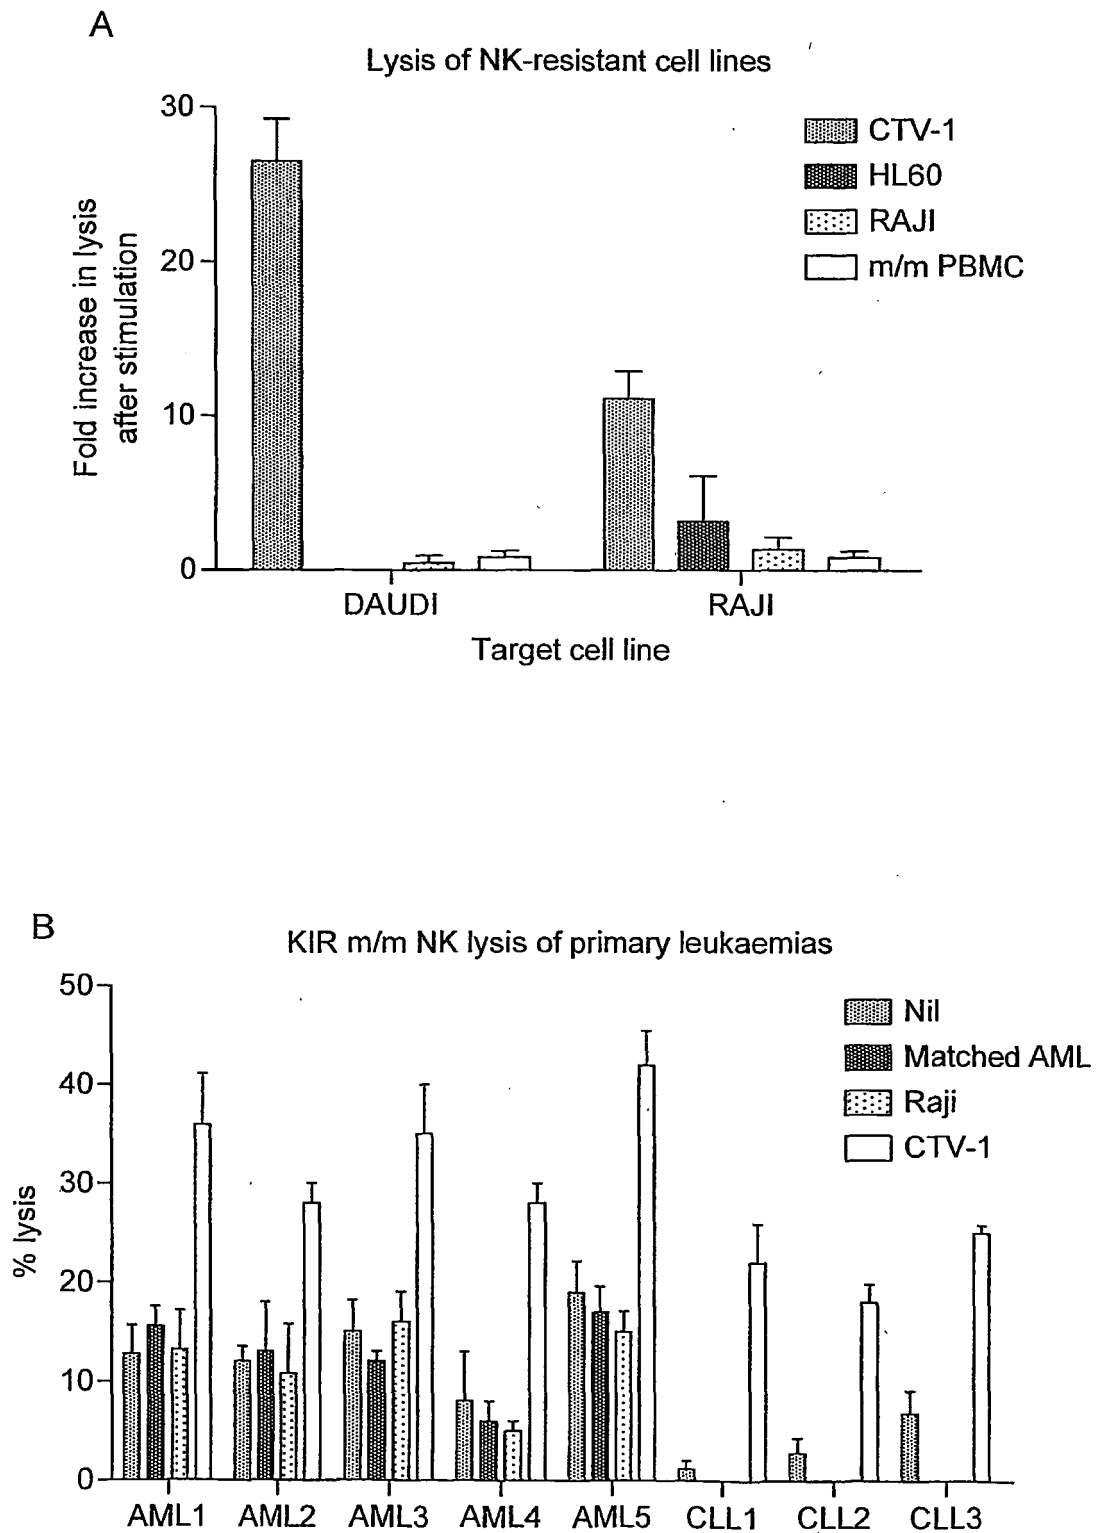 A
Lysis of NK-resistant cell lines
30
20
10
0
Fold increase in lysis
after stimulation
CTV-1
HL60
RAJI
m/m PBMC
DAUDI
RAJI
Target cell line
B
KIR m/m NK lysis of primary leukaemias
50
40
30
20
10
0
% lysis
Nil
Matched AML
Raji
CTV-1
AML1
AML2
AML3
AML4
AML5
CLL1
CLL2
CLL3